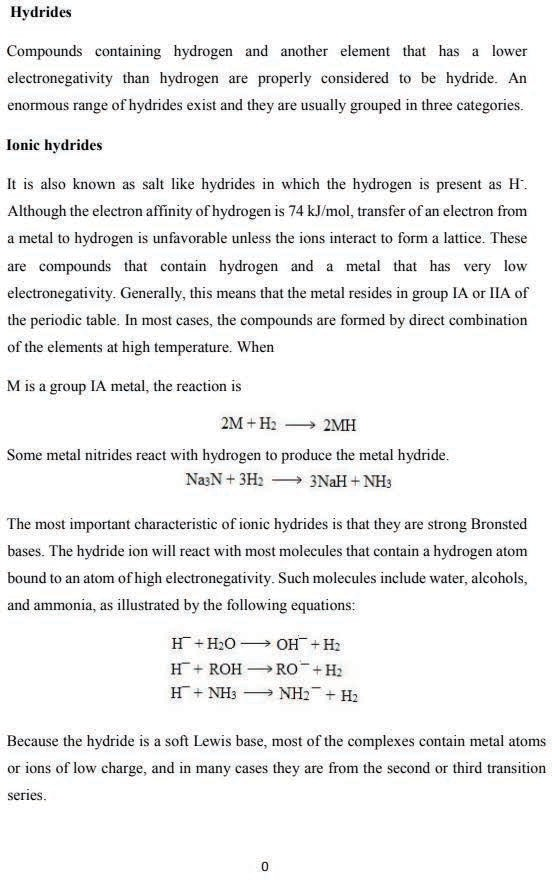 Hydrides
Compounds containing hydrogen and another element that has a lower
electronegativity than hydrogen are properly considered to be hydride. An
enormous range of hydrides exist and they are usually grouped in three categories.
Ionic hydrides
It is also known as salt like hydrides in which the hydrogen is present as H⁻.
Although the electron affinity of hydrogen is 74 kJ/mol, transfer of an electron from
a metal to hydrogen is unfavorable unless the ions interact to form a lattice. These
are compounds that contain hydrogen and a metal that has very low
electronegativity. Generally, this means that the metal resides in group IA or IIA of
the periodic table. In most cases, the compounds are formed by direct combination
of the elements at high temperature. When
M is a group IA metal, the reaction is
2M + H₂ ⟶ 2MH
Some metal nitrides react with hydrogen to produce the metal hydride.
Na₃N + 3H₂ ⟶ 3NaH + NH₃
The most important characteristic of ionic hydrides is that they are strong Bronsted
bases. The hydride ion will react with most molecules that contain a hydrogen atom
bound to an atom of high electronegativity. Such molecules include water, alcohols,
and ammonia, as illustrated by the following equations:
H⁻ + H₂O ⟶ OH⁻ + H₂
H⁻ + ROH ⟶ RO⁻ + H₂
H⁻ + NH₃ ⟶ NH₂⁻ + H₂
Because the hydride is a soft Lewis base, most of the complexes contain metal atoms
or ions of low charge, and in many cases they are from the second or third transition
series.
0